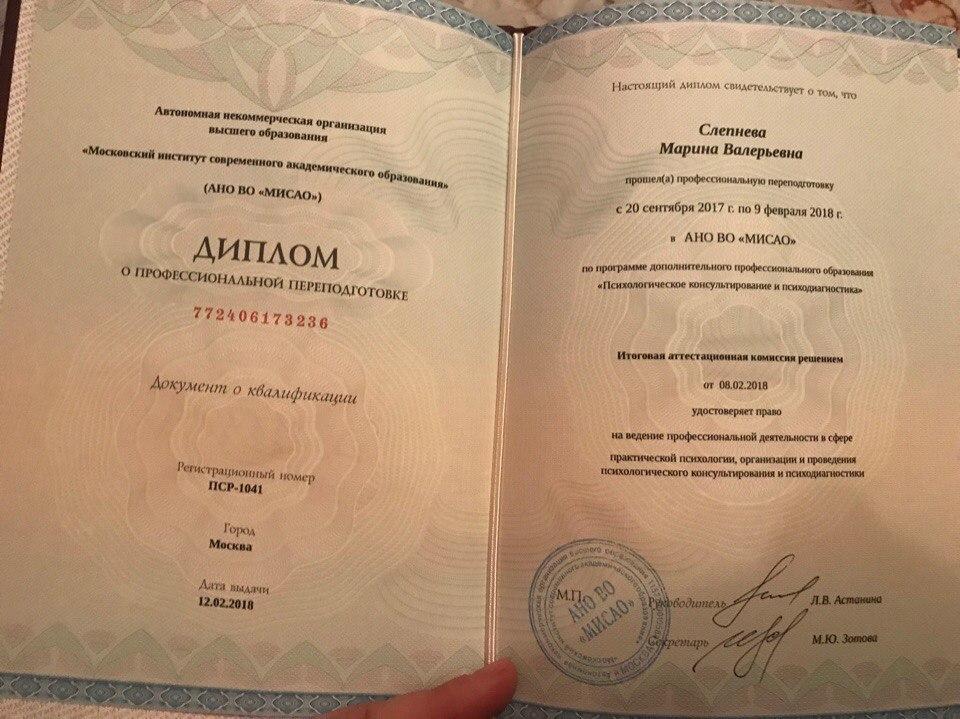 Автономная некоммерческая организация
высшего образования
«Московский институт современного академического образования»
(АНО ВО «МИСАО»)
ДИПЛОМ
О ПРОФЕССИОНАЛЬНОЙ ПЕРЕПОДГОТОВКЕ
772406173236
Документ о квалификации
Регистрационный номер
ПСР-1041
Город
Москва
Дата выдачи
12.02.2018
Настоящий диплом свидетельствует о том, что
Слепнева
Марина Валерьевна
прошел(а) профессиональную переподготовку
с 20 сентября 2017 г. по 9 февраля 2018 г.
в АНО ВО «МИСАО»
по программе дополнительного профессионального образования
«Психологическое консультирование и психодиагностика»
Итоговая аттестационная комиссия решением
от 08.02.2018
удостоверяет право
на ведение профессиональной деятельности в сфере
практической психологии, организации и проведения
психологического консультирования и психодиагностики
М.П.
АНО ВО
«МИСАО»
Руководитель Л.В. Астанина
Секретарь М.Ю. Зотова